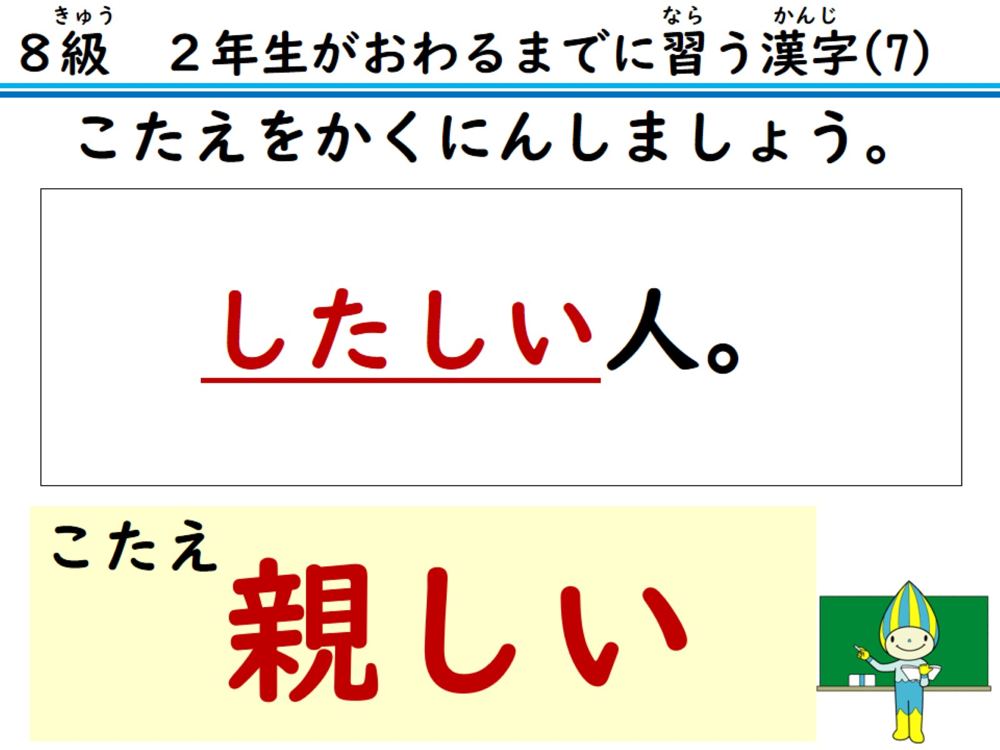 きゅう なら かんじ
８級　２年生がおわるまでに習う漢字(7)
こたえをかくにんしましょう。
したしい人。
こたえ
親しい